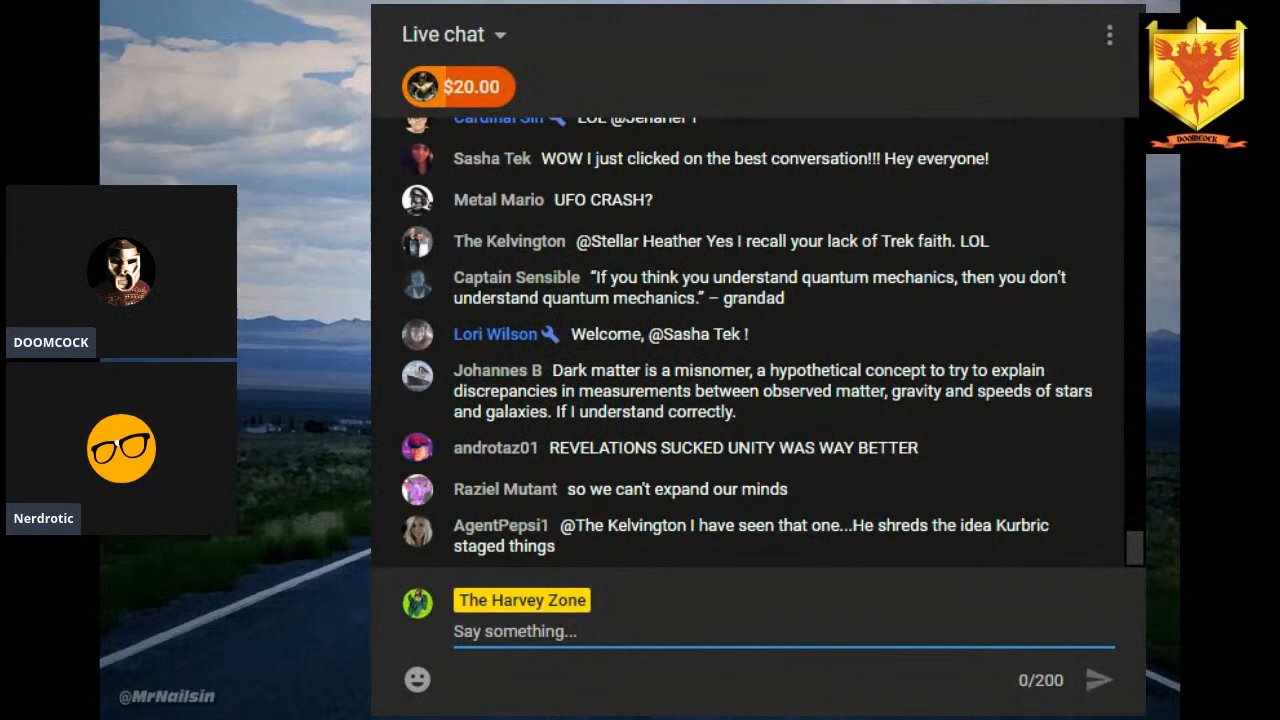 Live chat
$20.00
Cardinal Sin LOL
Sasha Tek WOW I just clicked on the best conversation!!! Hey everyone!
Metal Mario UFO CRASH?
The Kelvington @Stellar Heather Yes I recall your lack of Trek faith. LOL
Captain Sensible “If you think you understand quantum mechanics, then you don't
understand quantum mechanics.” – grandad
Lori Wilson Welcome, @Sasha Tek !
Johannes B Dark matter is a misnomer, a hypothetical concept to try to explain
discrepancies in measurements between observed matter, gravity and speeds of stars
and galaxies. If I understand correctly.
androtaz01 REVELATIONS SUCKED UNITY WAS WAY BETTER
Raziel Mutant so we can't expand our minds
AgentPepsi1 @The Kelvington I have seen that one...He shreds the idea Kurbric
staged things
The Harvey Zone
Say something...
0/200
DOOMCOCK
Nerdrotic
DOOMCOCK
@MrNailsin